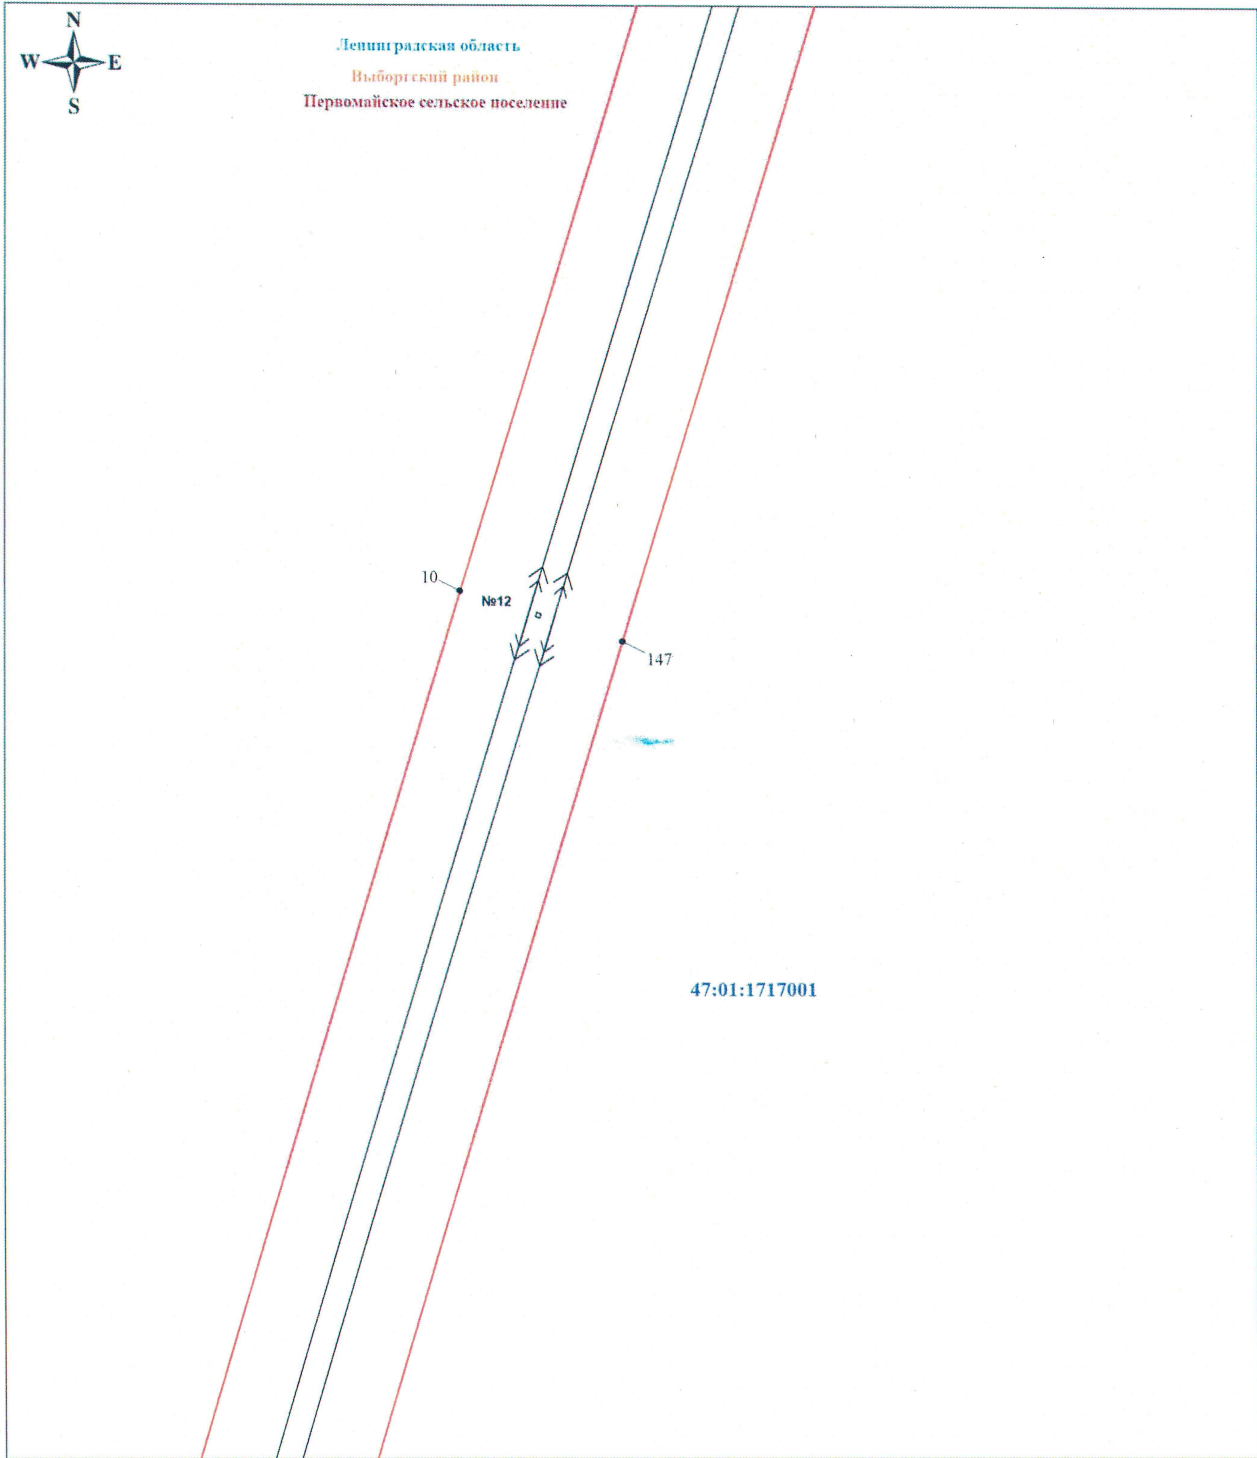 N
W E
S
Ленинградская область
Выборгский район
Первомайское сельское поселение
10
№12
147
47:01:1717001